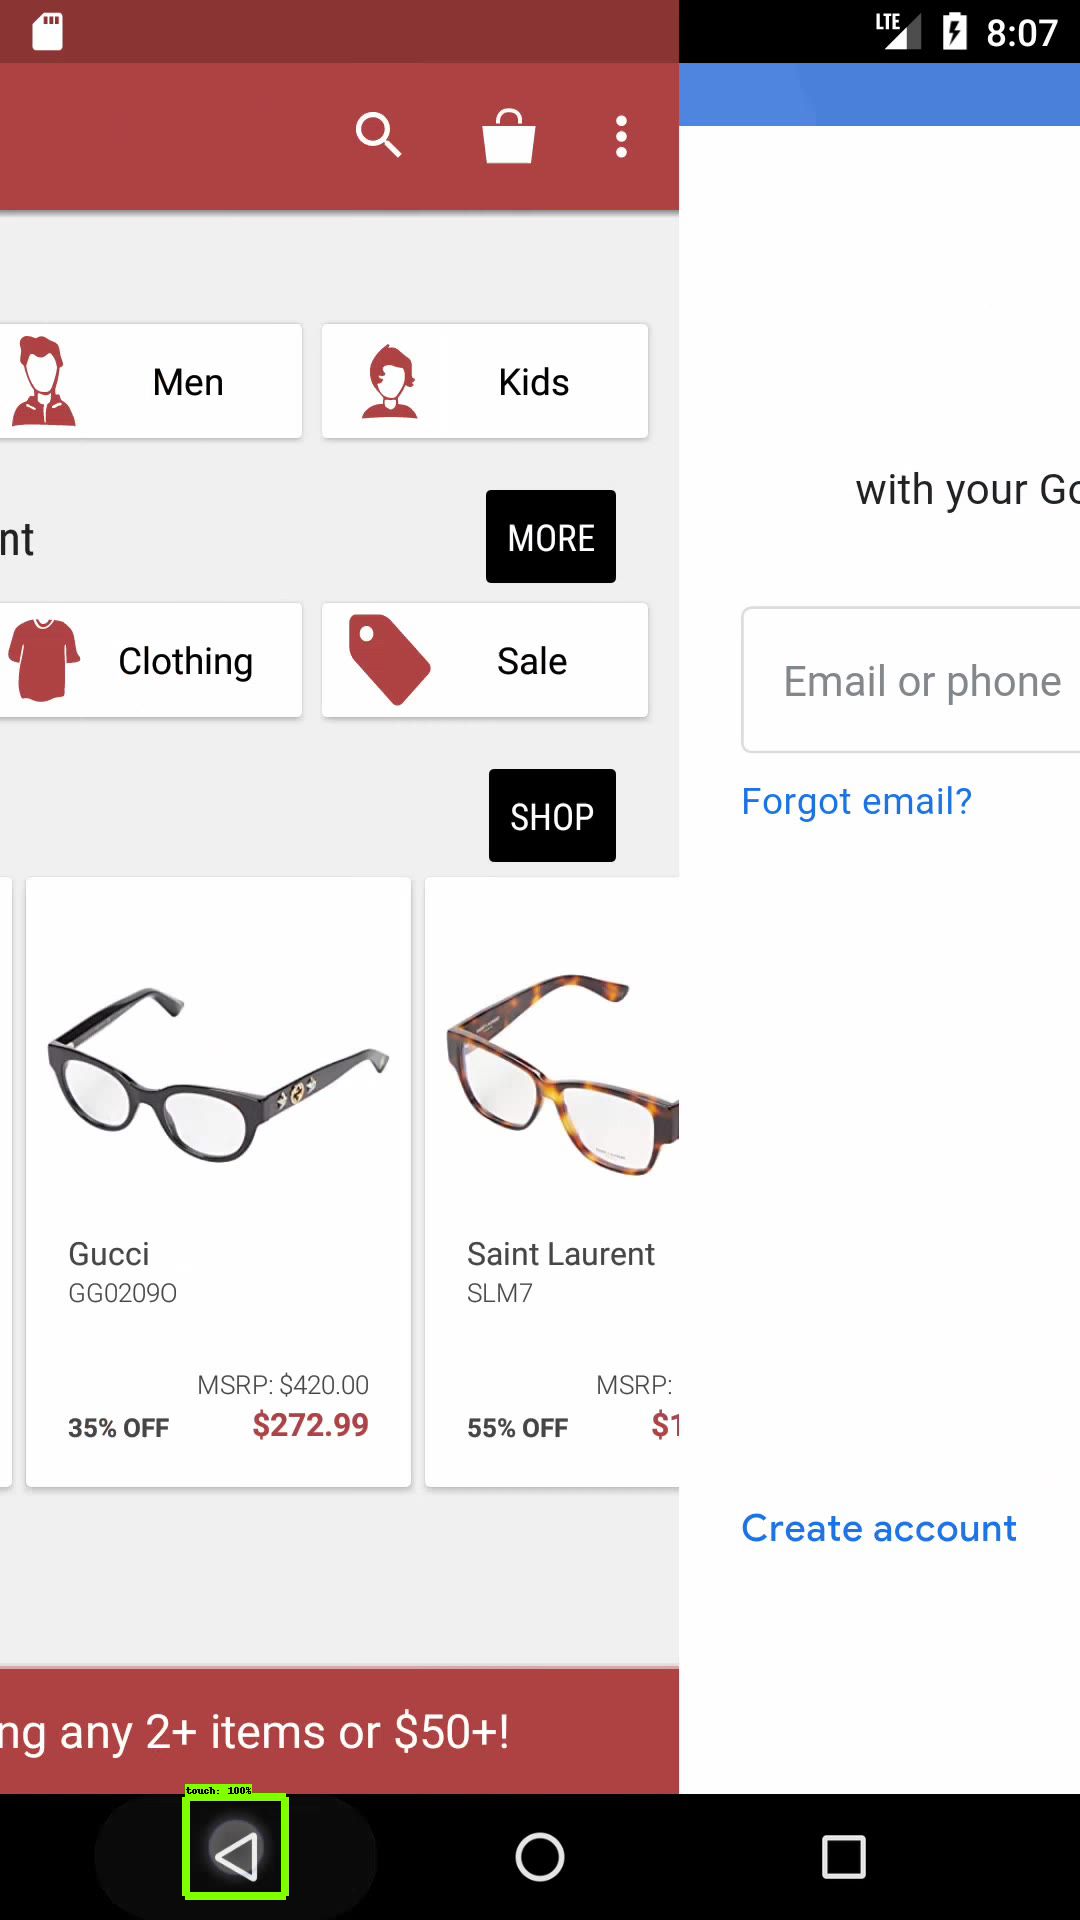 LTE 8:07
Men
Kids
with your Go
nt
MORE
Clothing
Sale
Email or phone
Forgot email?
SHOP
Gucci
GG0209O
MSRP: $420.00
35% OFF $272.99
Saint Laurent
SLM7
MSRP:
55% OFF $1
Create account
ng any 2+ items or $50+!
touch: 100%